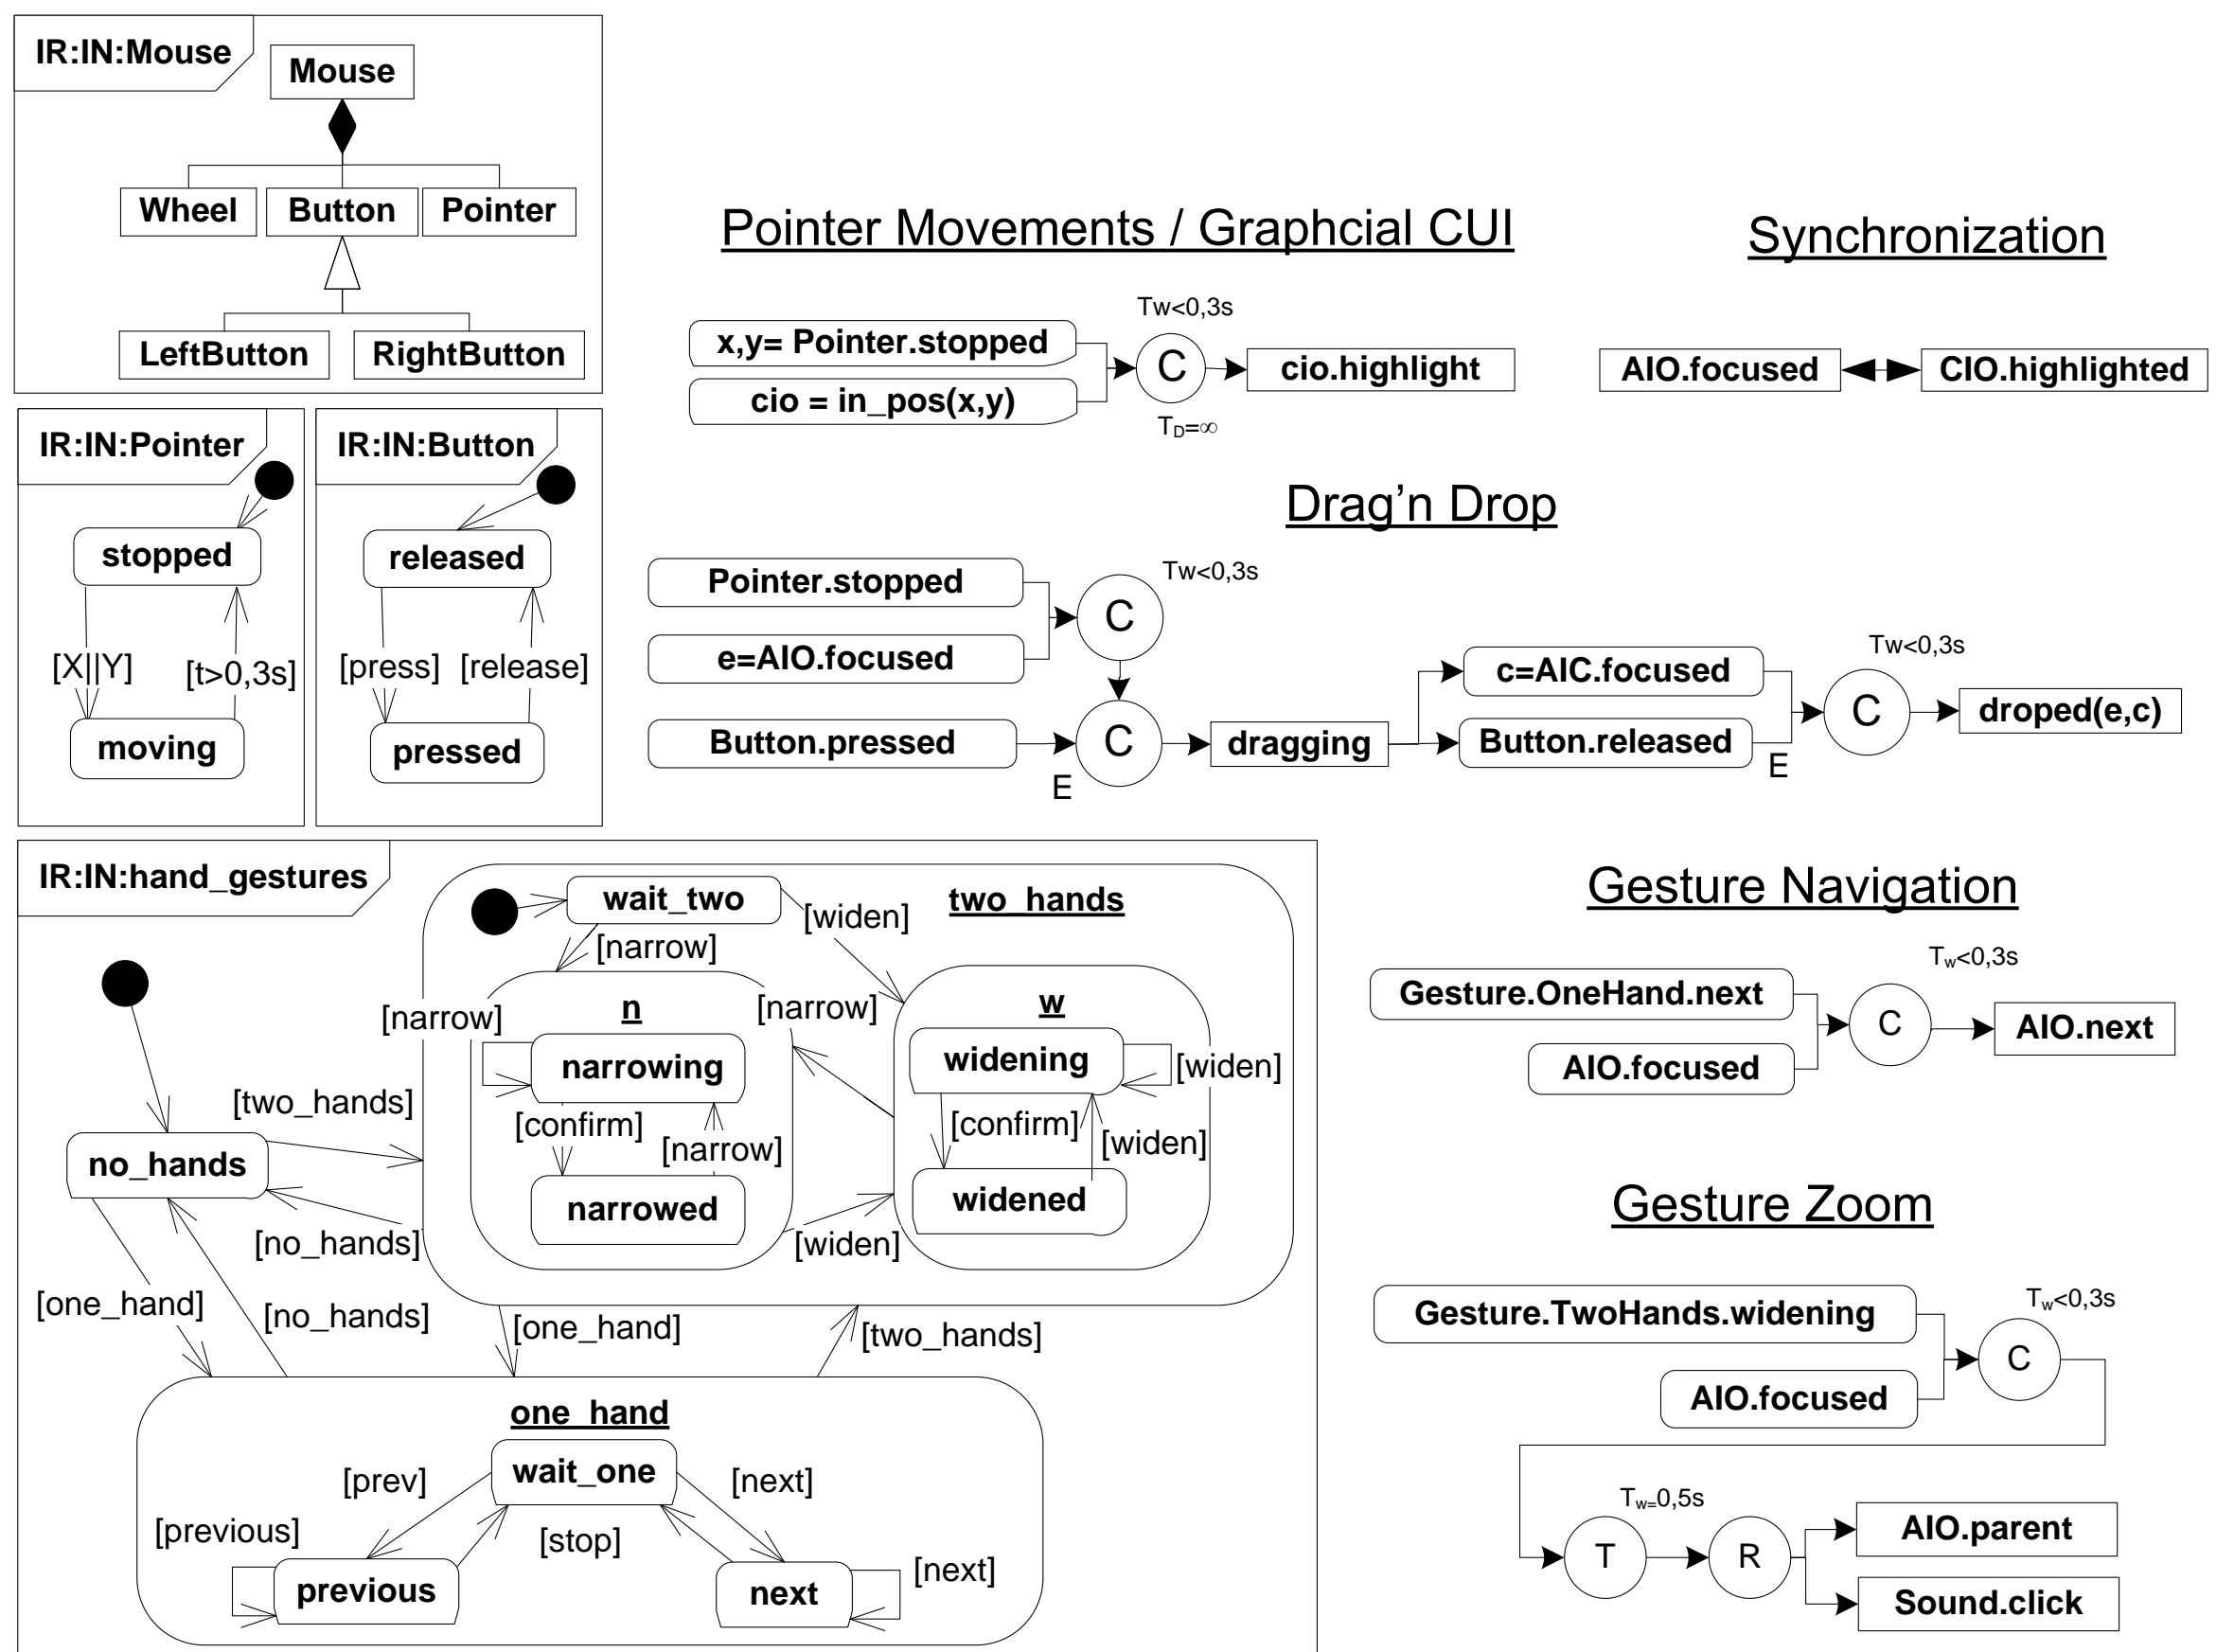 IR:IN:Mouse
Mouse
Wheel
Button
Pointer
LeftButton
RightButton
IR:IN:Pointer
stopped
[X||Y]
[t>0,3s]
moving
IR:IN:Button
released
[press]
[release]
pressed
Pointer Movements / Graphcial CUI
x,y= Pointer.stopped
cio = in_pos(x,y)
Tw<0,3s
C
TD=∞
cio.highlight
Synchronization
AIO.focused
CIO.highlighted
Drag'n Drop
Pointer.stopped
e=AIO.focused
Tw<0,3s
C
Button.pressed
E
C
dragging
c=AIC.focused
Button.released
E
Tw<0,3s
C
droped(e,c)
IR:IN:hand_gestures
wait_two
two_hands
[widen]
[narrow]
[narrow]
n
[narrow]
w
narrowing
widening
[widen]
[two_hands]
[confirm]
[narrow]
[confirm]
[widen]
no_hands
narrowed
widened
[no_hands]
[widen]
[one_hand]
[no_hands]
[one_hand]
[two_hands]
one_hand
wait_one
[prev]
[next]
[previous]
[stop]
previous
next
[next]
Gesture Navigation
Gesture.OneHand.next
AIO.focused
Tw<0,3s
C
AIO.next
Gesture Zoom
Gesture.TwoHands.widening
AIO.focused
Tw<0,3s
C
Tw=0,5s
T
R
AIO.parent
Sound.click